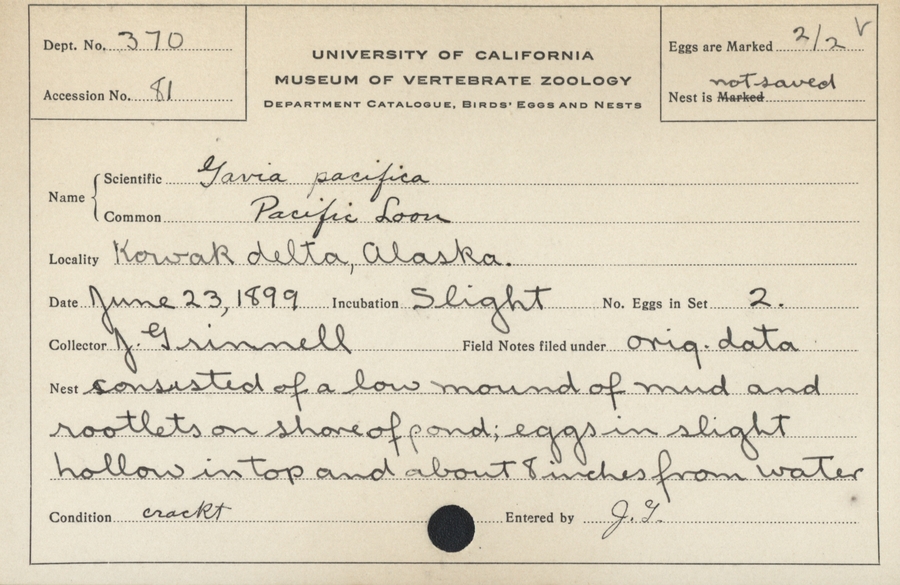 Dept. No. 370
Accession No. 81
UNIVERSITY OF CALIFORNIA
MUSEUM OF VERTEBRATE ZOOLOGY
DEPARTMENT CATALOGUE, BIRDS' EGGS AND NESTS
Eggs are Marked 2/2 V
not saved
Nest is Marked
Name
Scientific Gavia pacifica
Common Pacific Loon
Locality Kowak delta, Alaska.
Date June 23, 1899 Incubation Slight No. Eggs in Set 2.
Collector J. Grinnell Field Notes filed under orig. data
Nest consisted of a low mound of mud and
rootlets on shore of pond; eggs in slight
hollow in top and about 8 inches from water
Condition crackt Entered by J.G.